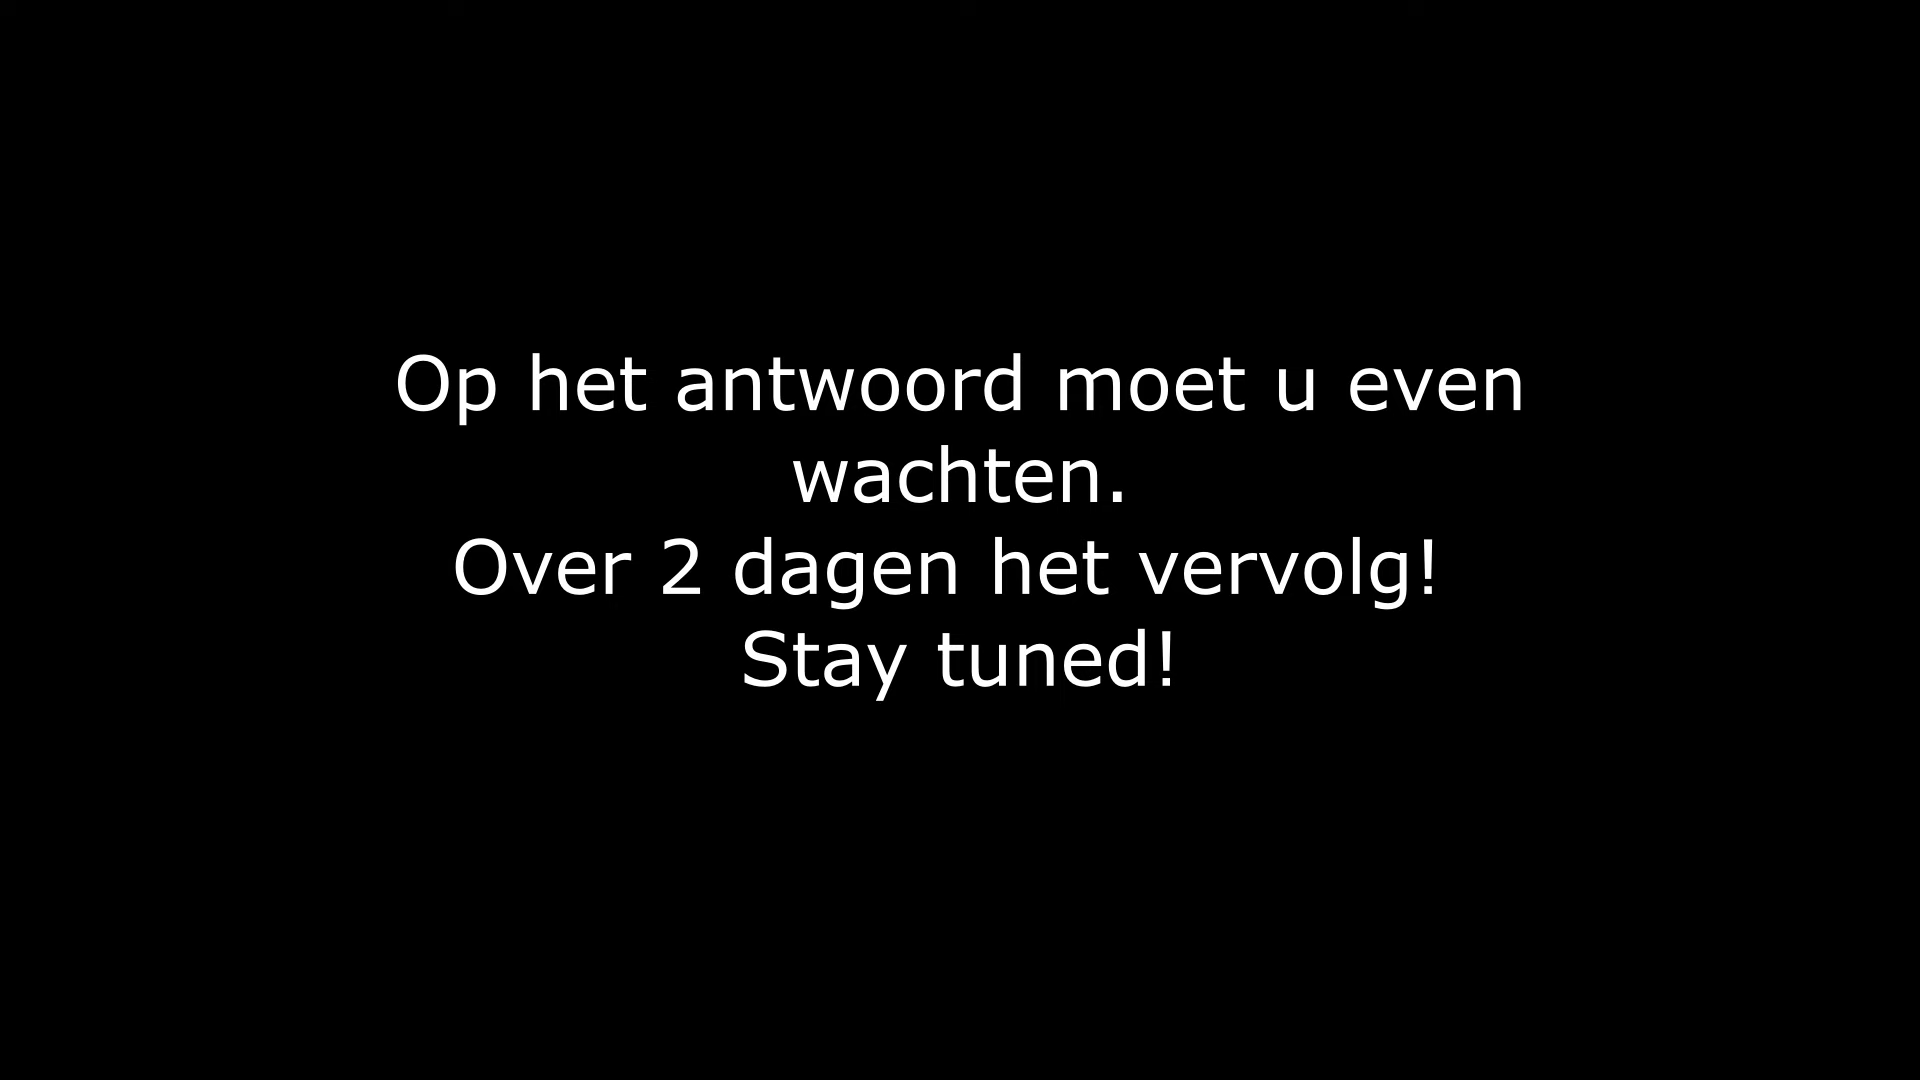 Op het antwoord moet u even
wachten.
Over 2 dagen het vervolg!
Stay tuned!